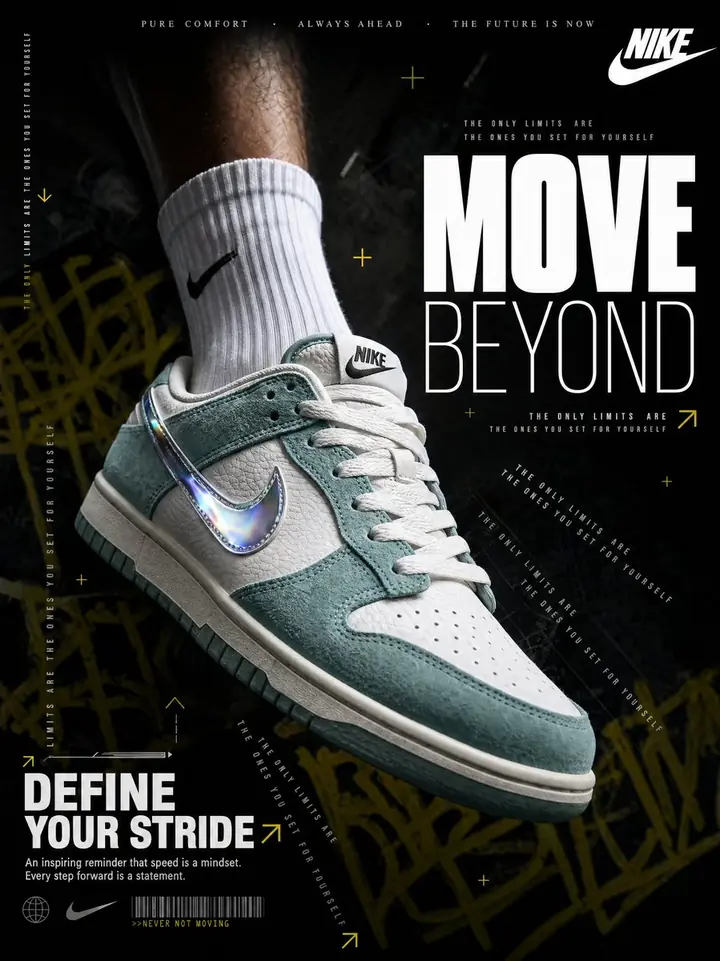 PURE COMFORT • ALWAYS AHEAD • THE FUTURE IS NOW
NIKE
THE ONLY LIMITS ARE THE ONES YOU SET FOR YOURSELF
THE ONLY LIMITS ARE
THE ONES YOU SET FOR YOURSELF
MOVE
BEYOND
THE ONLY LIMITS ARE
THE ONES YOU SET FOR YOURSELF
NIKE
THE ONLY LIMITS ARE
THE ONES YOU SET FOR YOURSELF
THE ONLY LIMITS ARE
THE ONES YOU SET FOR YOURSELF
LIMITS ARE THE ONES YOU SET FOR YOURSELF
THE ONLY LIMITS ARE
THE ONES YOU SET FOR YOURSELF
DEFINE
YOUR STRIDE
An inspiring reminder that speed is a mindset.
Every step forward is a statement.
>>NEVER NOT MOVING